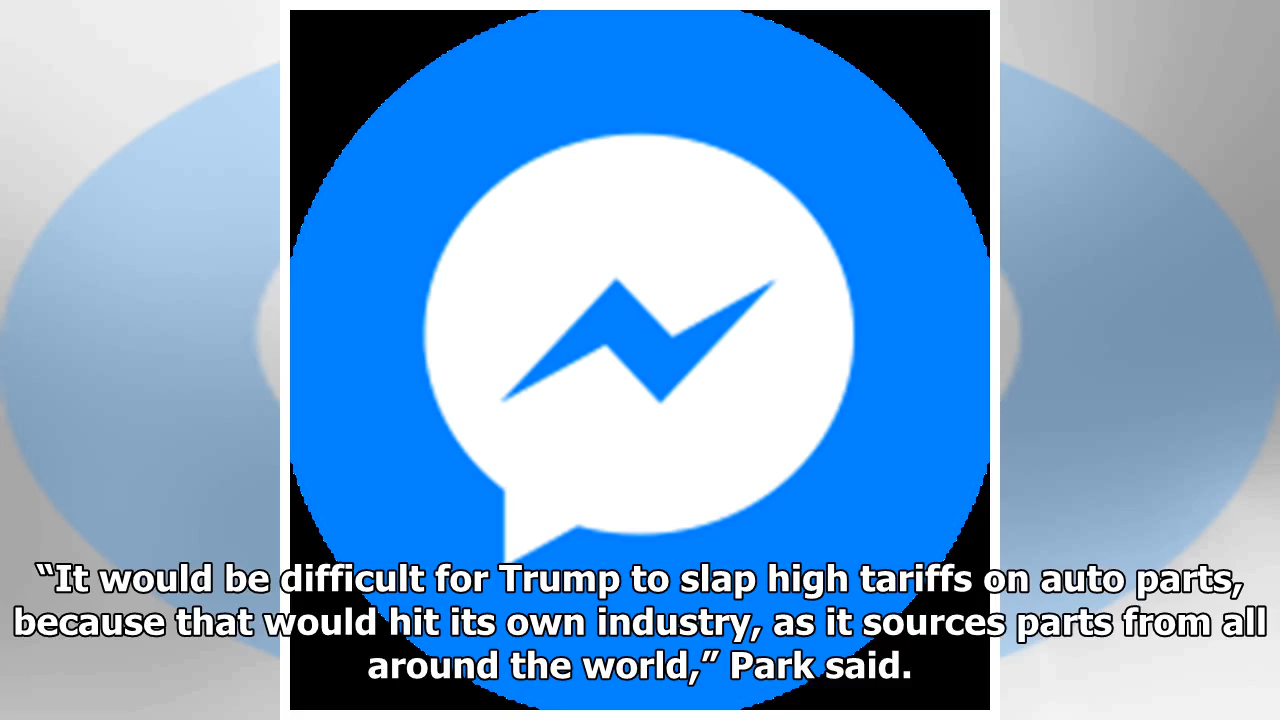 “It would be difficult for Trump to slap high tariffs on auto parts,
because that would hit its own industry, as it sources parts from all
around the world,” Park said.